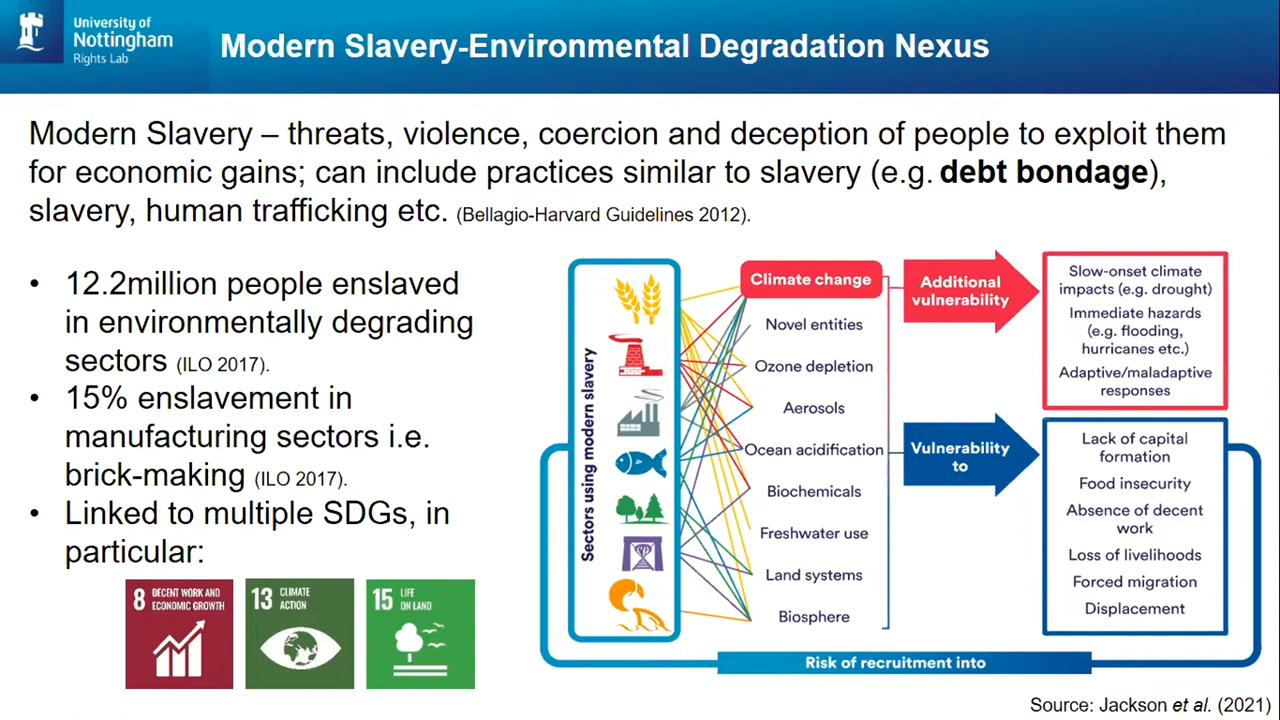 University of
Nottingham
Rights Lab
Modern Slavery-Environmental Degradation Nexus
Modern Slavery – threats, violence, coercion and deception of people to exploit them
for economic gains; can include practices similar to slavery (e.g. debt bondage),
slavery, human trafficking etc. (Bellagio-Harvard Guidelines 2012).
• 12.2million people enslaved
in environmentally degrading
sectors (ILO 2017).
• 15% enslavement in
manufacturing sectors i.e.
brick-making (ILO 2017).
• Linked to multiple SDGs, in
particular:
8 DECENT WORK AND
ECONOMIC GROWTH
13 CLIMATE
ACTION
15 LIFE
ON LAND
Sectors using modern slavery
Climate change
Novel entities
Ozone depletion
Aerosols
Ocean acidification
Biochemicals
Freshwater use
Land systems
Biosphere
Additional
vulnerability
Slow-onset climate
impacts (e.g. drought)
Immediate hazards
(e.g. flooding,
hurricanes etc.)
Adaptive/maladaptive
responses
Vulnerability
to
Lack of capital
formation
Food insecurity
Absence of decent
work
Loss of livelihoods
Forced migration
Displacement
Risk of recruitment into
Source: Jackson et al. (2021)